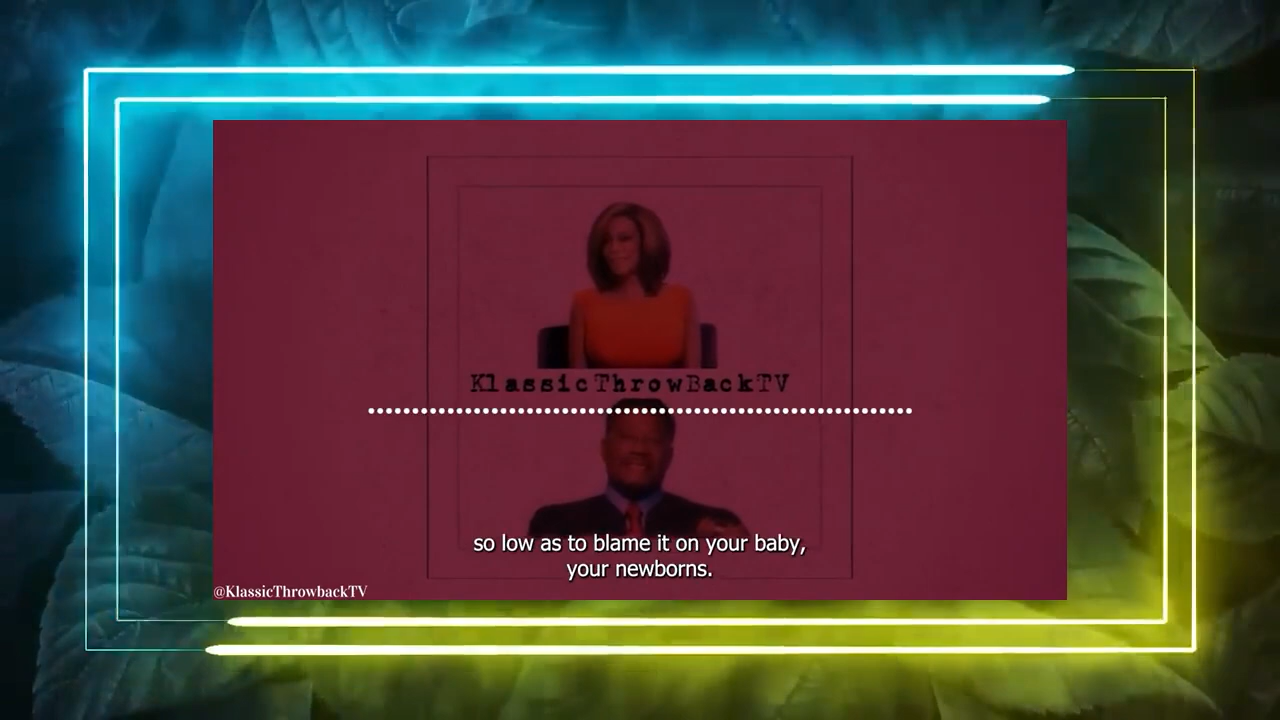 KlassicThrowBackTV
so low as to blame it on your baby,
your newborns.
@KlassicThrowbackTV